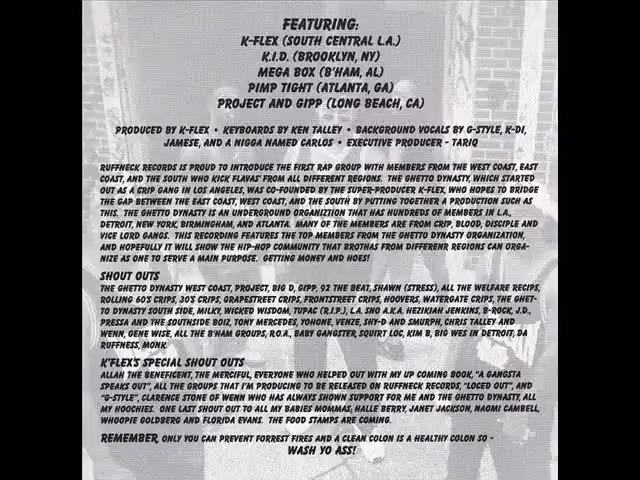 FEATURING:
K-FLEX (SOUTH CENTRAL L.A.)
K.I.D. (BROOKLYN, NY)
MEGA BOX (B'HAM, AL)
PIMP TIGHT (ATLANTA, GA)
PROJECT AND GIPP (LONG BEACH, CA)
PRODUCED BY K-FLEX • KEYBOARDS BY KEN TALLEY • BACKGROUND VOCALS BY G-STYLE, K-DI,
JAMESE, AND A NIGGA NAMED CARLOS • EXECUTIVE PRODUCER - TARIQ
RUFFNECK RECORDS IS PROUD TO INTRODUCE THE FIRST RAP GROUP WITH MEMBERS FROM THE WEST COAST, EAST
COAST, AND THE SOUTH WHO KICK FLAVAS' FROM ALL DIFFERENT REGIONS. THE GHETTO DYNASTY, WHICH STARTED
OUT AS A CRIP GANG IN LOS ANGELES, WAS CO-FOUNDED BY THE SUPER-PRODUCER K-FLEX, WHO HOPES TO BRIDGE
THE GAP BETWEEN THE EAST COAST, WEST COAST, AND THE SOUTH BY PUTTING TOGETHER A PRODUCTION SUCH AS
THIS. THE GHETTO DYNASTY IS AN UNDERGROUND ORGANIZTION THAT HAS HUNDREDS OF MEMBERS IN L.A.,
DETROIT, NEW YORK, BIRMINGHAM, AND ATLANTA. MANY OF THE MEMBERS ARE FROM CRIP, BLOOD, DISCIPLE AND
VICE LORD GANGS. THIS RECORDING FEATURES THE TOP MEMBERS FROM THE GHETTO DYNASTY ORGANIZATION,
AND HOPEFULLY IT WILL SHOW THE HIP-HOP COMMUNITY THAT BROTHAS FROM DIFFERENR REGIONS CAN ORGA-
NIZE AS ONE TO SERVE A MAIN PURPOSE. GETTING MONEY AND HOES!
SHOUT OUTS
THE GHETTO DYNASTY WEST COAST, PROJECT, BIG D, GIPP, 92 THE BEAT, SHAWN (STRESS), ALL THE WELFARE RECIPS,
ROLLING 60'S CRIPS, 30'S CRIPS, GRAPESTREET CRIPS, FRONTSTREET CRIPS, HOOVERS, WATERGATE CRIPS, THE GHET-
TO DYNASTY SOUTH SIDE, MILKY, WICKED WISDOM, TUPAC (R.I.P.), L.A. SNO A.K.A. HEZIKIAH JENKINS, B-ROCK, J.D.,
PRESSA AND THE SOUTHSIDE BOIZ, TONY MERCEDES, YOHONE, VENZE, SHY-D AND SMURPH, CHRIS TALLEY AND
WENN, GENE WISE, ALL THE B'HAM GROUPS, R.O.A., BABY GANGSTER, SQUIRT LOC, KIM B, BIG WES IN DETROIT, DA
RUFFNESS, MONK.
K'FLEX'S SPECIAL SHOUT OUTS
ALLAH THE BENEFICENT, THE MERCIFUL, EVERYONE WHO HELPED OUT WITH MY UP COMING BOOK, "A GANGSTA
SPEAKS OUT", ALL THE GROUPS THAT I'M PRODUCING TO BE RELEASED ON RUFFNECK RECORDS, "LOCED OUT", AND
"G-STYLE", CLARENCE STONE OF WENN WHO HAS ALWAYS SHOWN SUPPORT FOR ME AND THE GHETTO DYNASTY, ALL
MY HOOCHIES. ONE LAST SHOUT OUT TO ALL MY BABIES MOMMAS, HALLE BERRY, JANET JACKSON, NAOMI CAMBELL,
WHOOPIE GOLDBERG AND FLORIDA EVANS. THE FOOD STAMPS ARE COMING.
REMEMBER, ONLY YOU CAN PREVENT FORREST FIRES AND A CLEAN COLON IS A HEALTHY COLON SO -
WASH YO ASS!